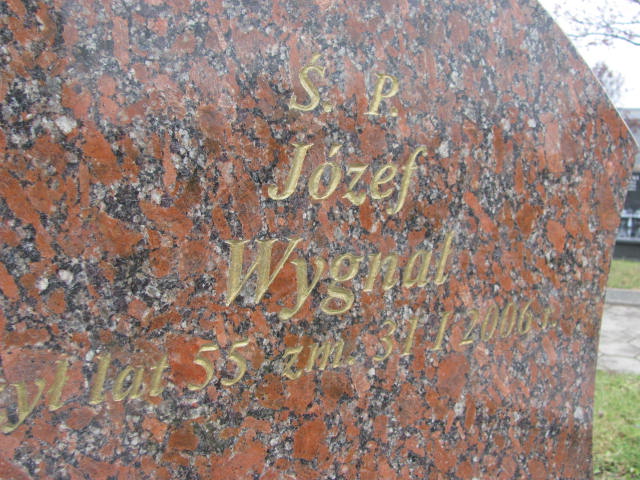 Ś. P.
Józef
Wygnał
żył lat 55 zm. 31 I 2006 r.